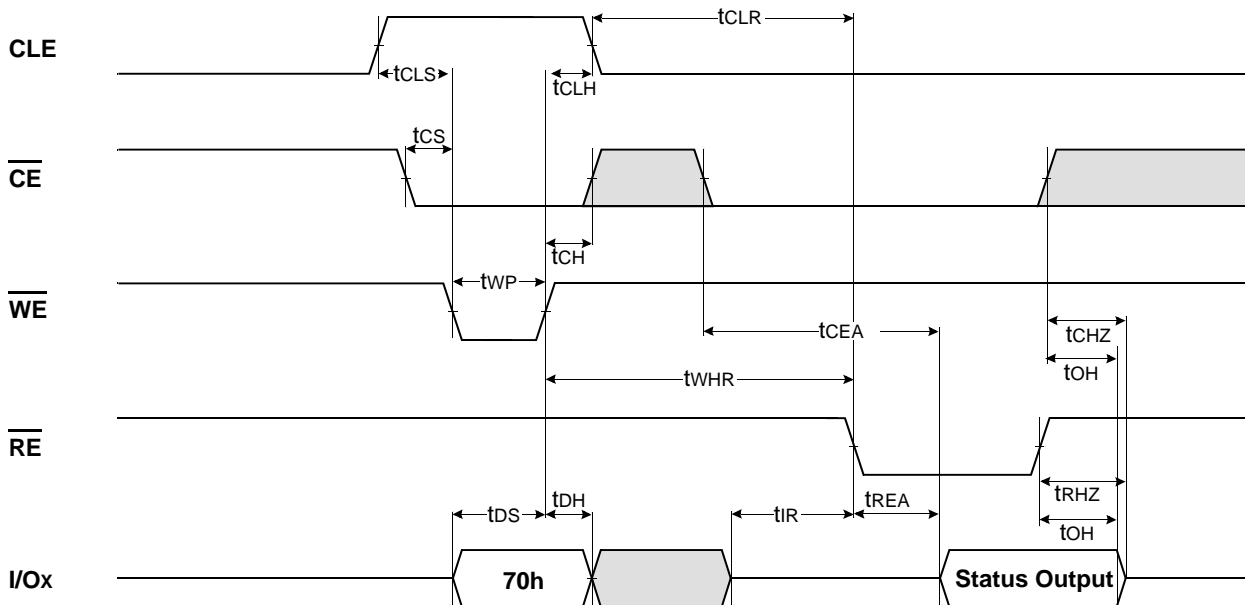 CLE
tCLR
tCLS
tCLH
CE
tCS
tCH
WE
tWP
tCEA
tCHZ
tOH
tWHR
RE
tRHZ
tDH
tDS
tIR
tREA
tOH
I/Ox
70h
Status Output